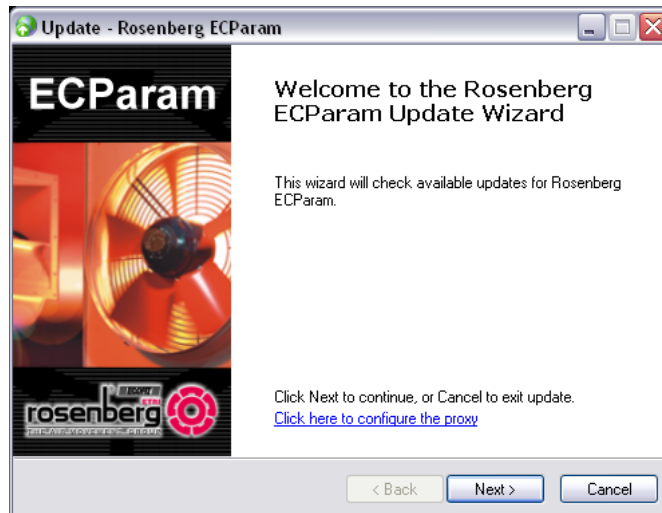 Update - Rosenberg ECParam
ECParam
Welcome to the Rosenberg
ECParam Update Wizard
This wizard will check available updates for Rosenberg
ECParam.
ECOFIT
ETRI
rosenberg
THE AIR MOVEMENT GROUP
Click Next to continue, or Cancel to exit update.
Click here to configure the proxy
< Back
Next >
Cancel